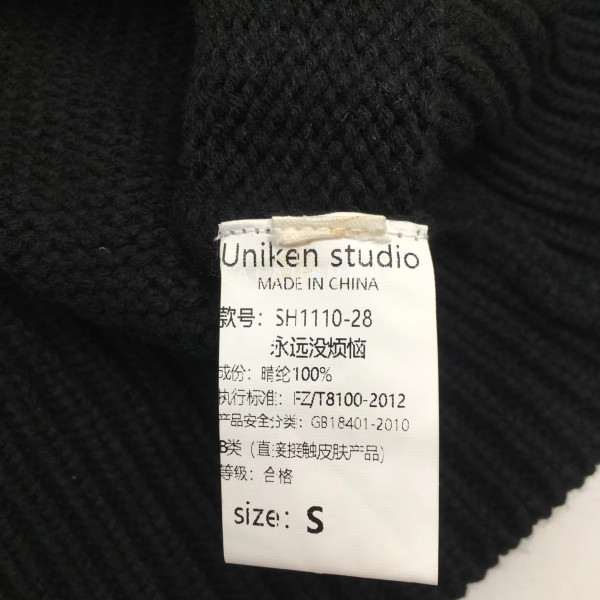 Uniken studio
MADE IN CHINA
款号：SH1110-28
永远没烦恼
成份：晴纶100%
执行标准：FZ/T8100-2012
产品安全分类：GB18401-2010
B类（直接接触皮肤产品）
等级：合格
size：S